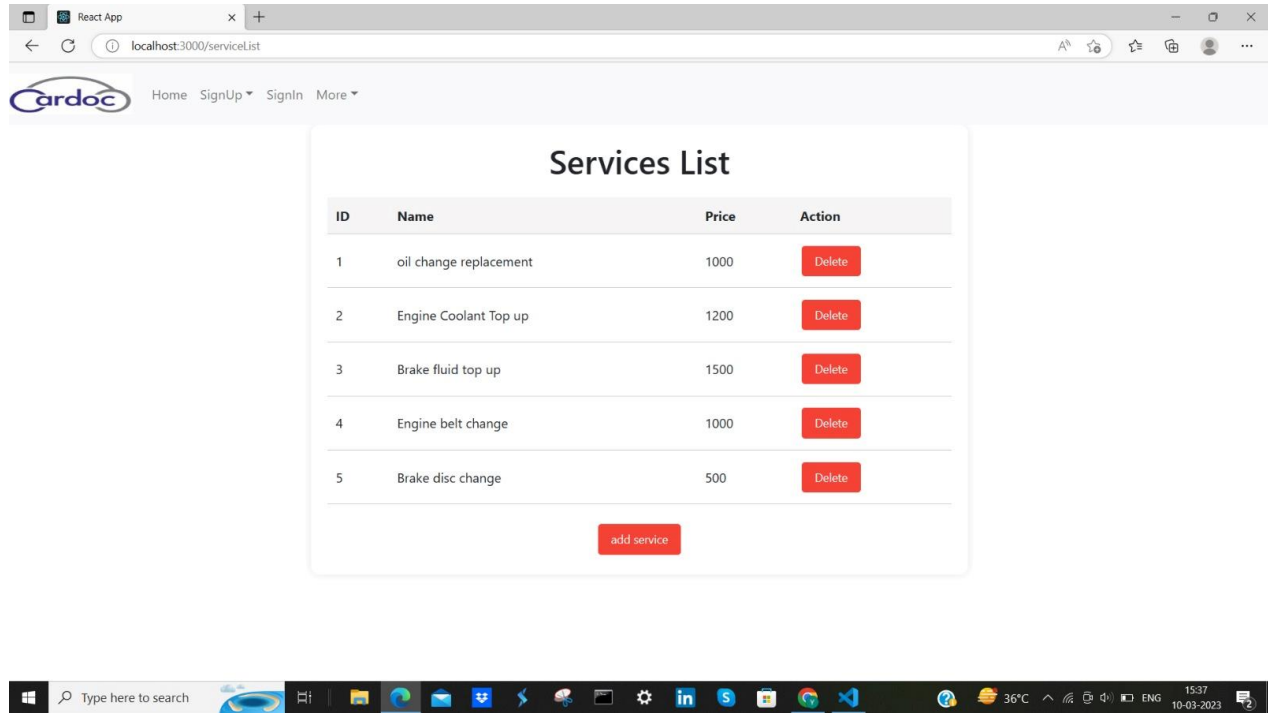 React App
localhost:3000/serviceList
Cardoc Home SignUp SignIn More
Services List
ID Name Price Action
1 oil change replacement 1000 Delete
2 Engine Coolant Top up 1200 Delete
3 Brake fluid top up 1500 Delete
4 Engine belt change 1000 Delete
5 Brake disc change 500 Delete
add service
Type here to search 36°C ENG 15:37
10-03-2023